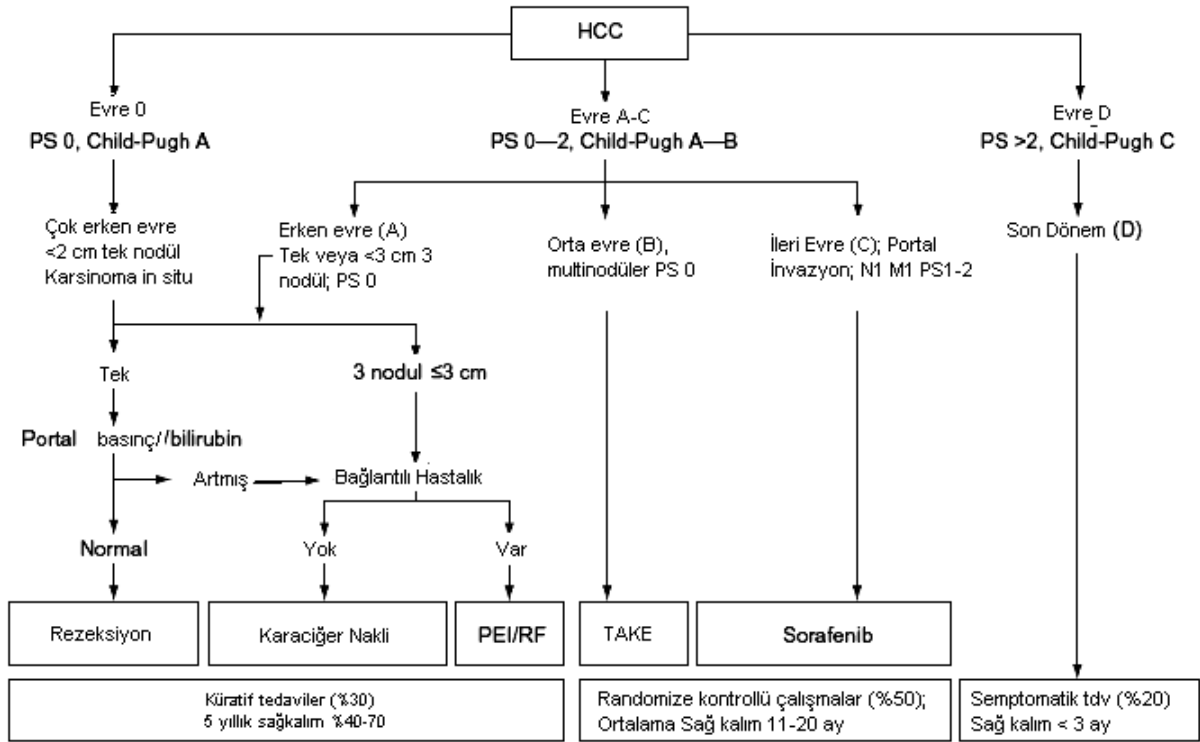 HCC
Evre 0
PS 0, Child-Pugh A
Evre A-C
PS 0—2, Child-Pugh A—B
Evre D
PS >2, Child-Pugh C
Çok erken evre
<2 cm tek nodül
Karsinoma in situ
Erken evre (A)
Tek veya <3 cm 3
nodül; PS 0
Orta evre (B),
multinodüler PS 0
İleri Evre (C); Portal
İnvazyon; N1 M1 PS1-2
Son Dönem (D)
Tek
3 nodul ≤3 cm
Portal basınç//bilirubin
Artmış
Bağlantılı Hastalık
Normal
Yok
Var
Rezeksiyon
Karaciğer Nakli
PEI/RF
TAKE
Sorafenib
Küratif tedaviler (%30)
5 yıllık sağkalım %40-70
Randomize kontrollü çalışmalar (%50);
Ortalama Sağ kalım 11-20 ay
Semptomatik tdv (%20)
Sağ kalım < 3 ay